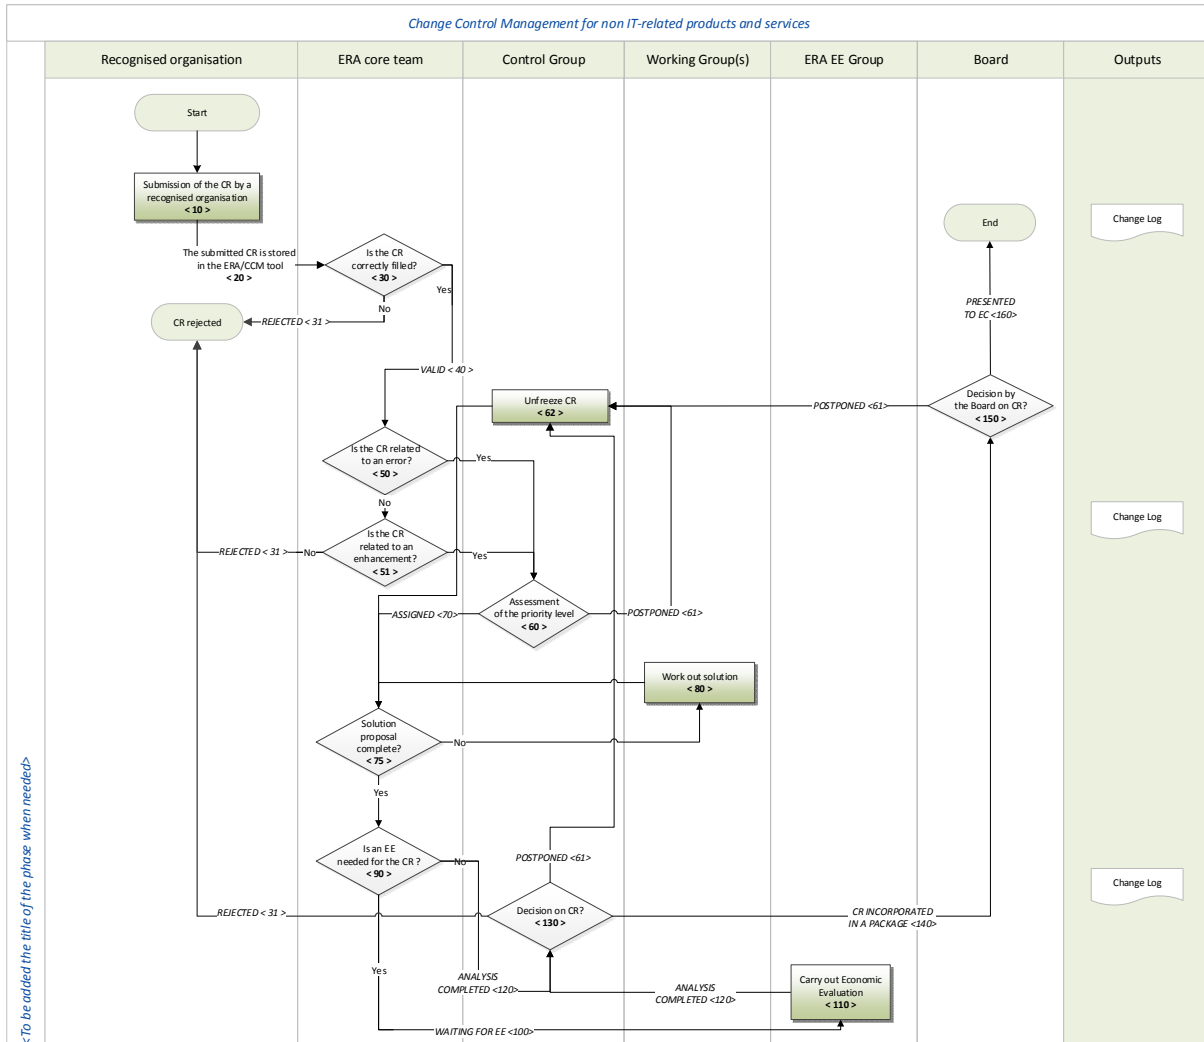 Change Control Management for non IT-related products and services
Recognised organisation
ERA core team
Control Group
Working Group(s)
ERA EE Group
Board
Outputs
Start
Submission of the CR by a
recognised organisation
< 10 >
The submitted CR is stored
in the ERA/CCM tool
< 20 >
Is the CR
correctly filled?
< 30 >
Yes
No
REJECTED < 31 >
CR rejected
End
Change Log
PRESENTED
TO EC <160>
VALID < 40 >
Unfreeze CR
< 62 >
POSTPONED <61>
Decision by
the Board on CR?
< 150 >
Is the CR related
to an error?
< 50 >
Yes
No
Change Log
Is the CR
related to an
enhancement?
< 51 >
Yes
No
REJECTED < 31 >
Assessment
of the priority level
< 60 >
ASSIGNED <70>
POSTPONED <61>
Work out solution
< 80 >
Solution
proposal
complete?
< 75 >
No
Yes
Is an EE
needed for the CR ?
< 90 >
No
POSTPONED <61>
Change Log
REJECTED < 31 >
Decision on CR?
< 130 >
CR INCORPORATED
IN A PACKAGE <140>
Yes
ANALYSIS
COMPLETED <120>
ANALYSIS
COMPLETED <120>
Carry out Economic
Evaluation
< 110 >
WAITING FOR EE <100>
<To be added the title of the phase when needed>